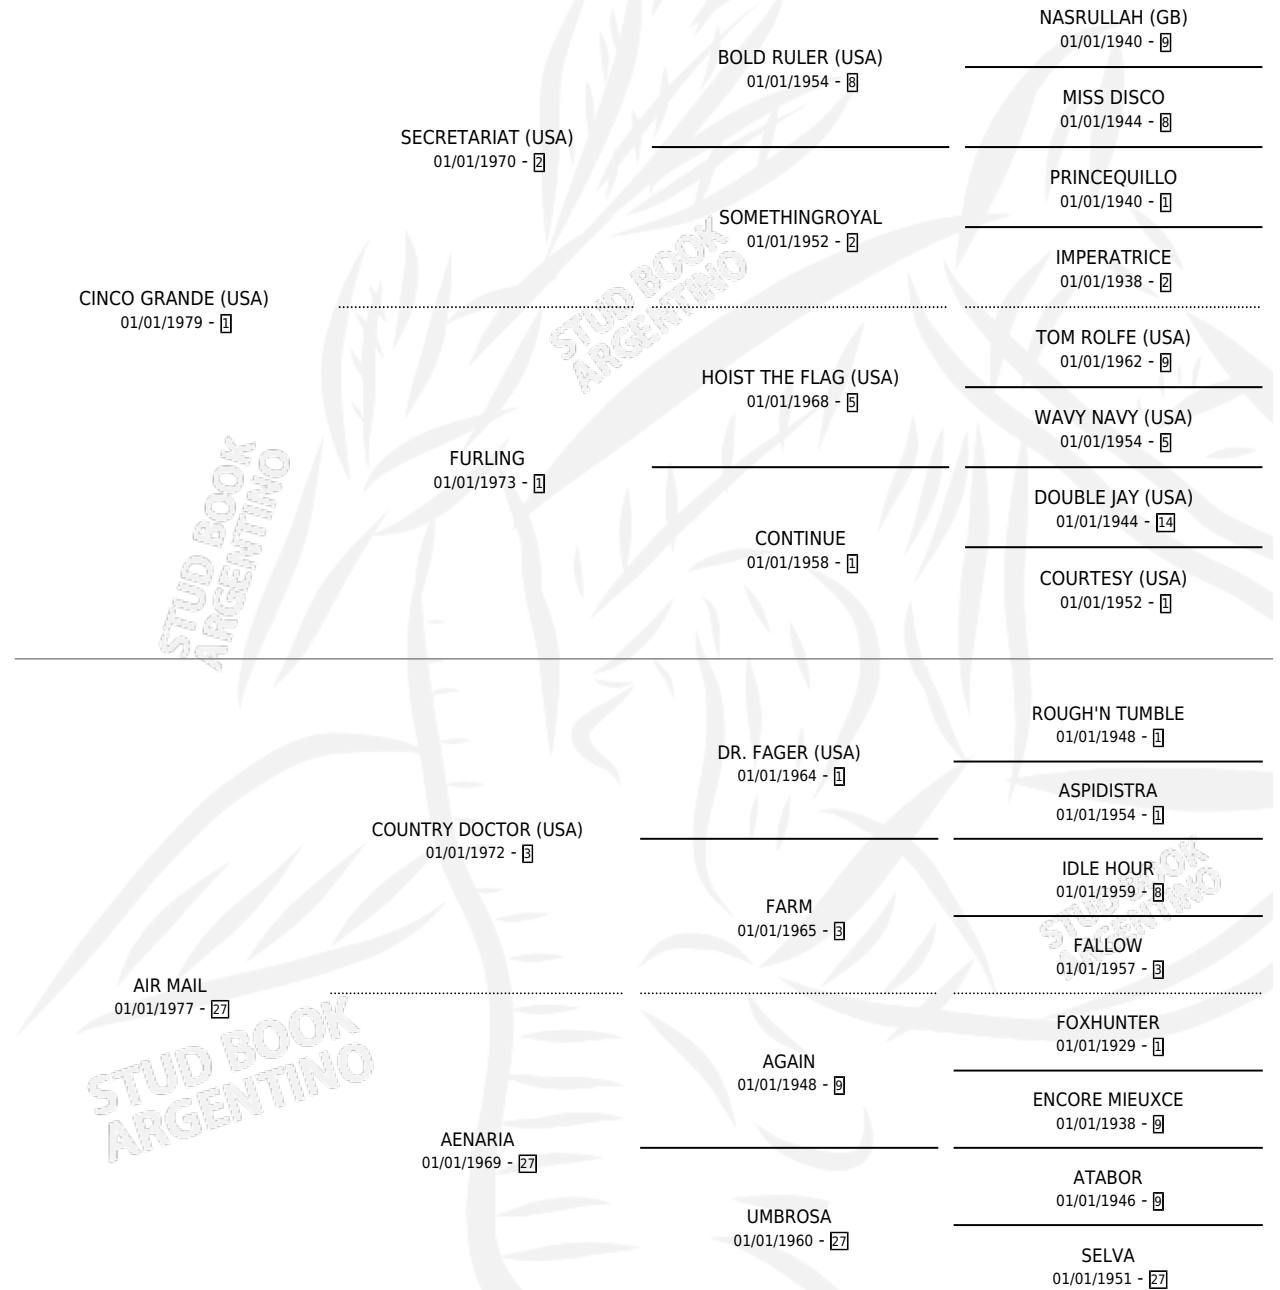 NASRULLAH (GB)
01/01/1940 - 9
BOLD RULER (USA)
01/01/1954 - 8
MISS DISCO
01/01/1944 - 8
SECRETARIAT (USA)
01/01/1970 - 2
PRINCEQUILLO
01/01/1940 - 1
SOMETHINGROYAL
01/01/1952 - 2
IMPERATRICE
01/01/1938 - 2
CINCO GRANDE (USA)
01/01/1979 - 1
STUD BOOK
ARGENTINO
TOM ROLFE (USA)
01/01/1962 - 9
HOIST THE FLAG (USA)
01/01/1968 - 5
WAVY NAVY (USA)
01/01/1954 - 5
FURLING
01/01/1973 - 1
DOUBLE JAY (USA)
01/01/1944 - 14
CONTINUE
01/01/1958 - 1
COURTESY (USA)
01/01/1952 - 1
STUD BOOK
ARGENTINO
ROUGH'N TUMBLE
01/01/1948 - 1
DR. FAGER (USA)
01/01/1964 - 1
ASPIDISTRA
01/01/1954 - 1
COUNTRY DOCTOR (USA)
01/01/1972 - 3
IDLE HOUR
01/01/1959 - 8
FARM
01/01/1965 - 3
FALLOW
01/01/1957 - 3
STUD BOOK
ARGENTINO
AIR MAIL
01/01/1977 - 27
FOXHUNTER
01/01/1929 - 1
AGAIN
01/01/1948 - 9
ENCORE MIEUXCE
01/01/1938 - 9
STUD BOOK
ARGENTINO
AENARIA
01/01/1969 - 27
ATABOR
01/01/1946 - 9
UMBROSA
01/01/1960 - 27
SELVA
01/01/1951 - 27